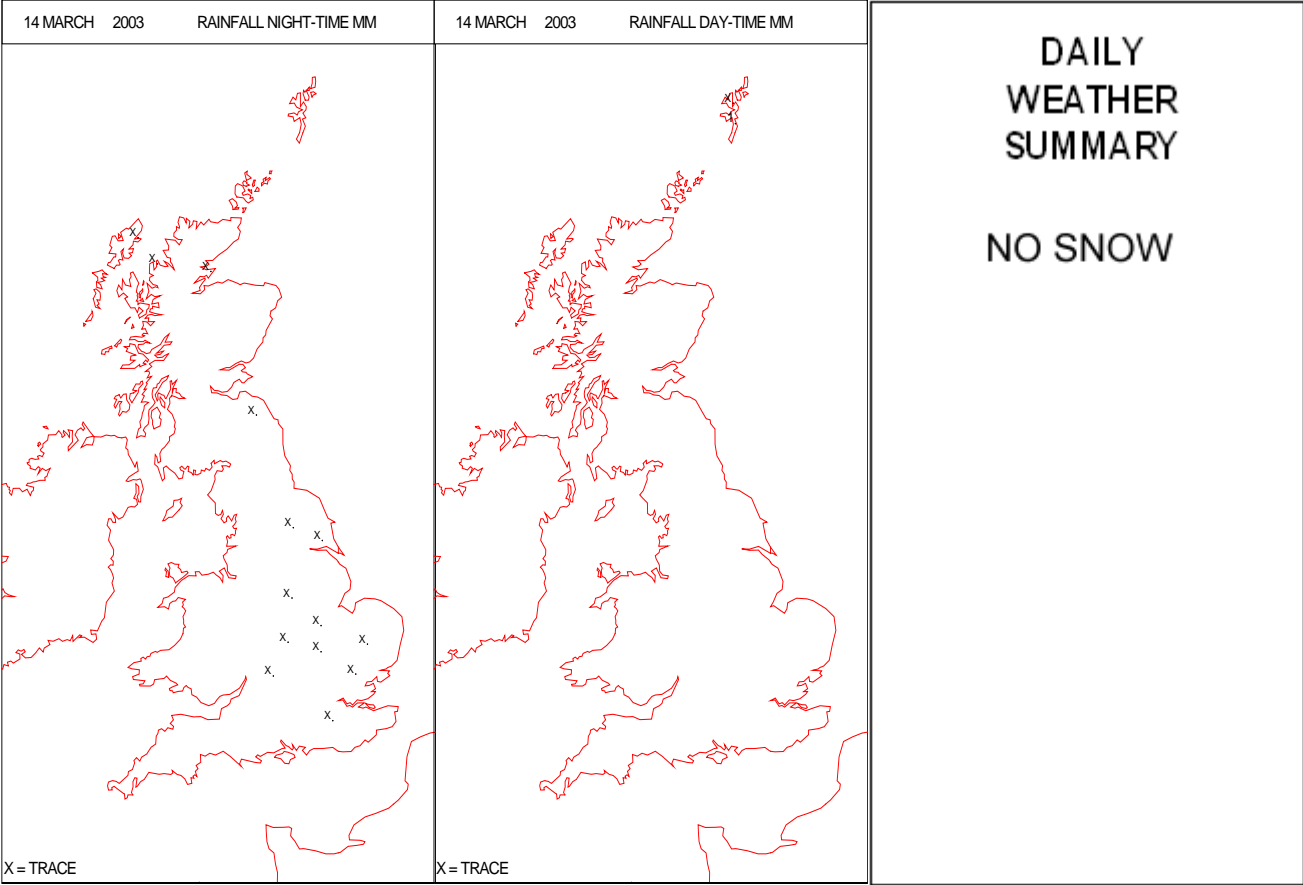 14 MARCH 2003 RAINFALL NIGHT-TIME MM
X
X
X
X.
X.
X.
X.
X.
X.
X.
X.
X.
X.
X.
X = TRACE
14 MARCH 2003 RAINFALL DAY-TIME MM
X
1
X = TRACE
DAILY
WEATHER
SUMMARY
NO SNOW